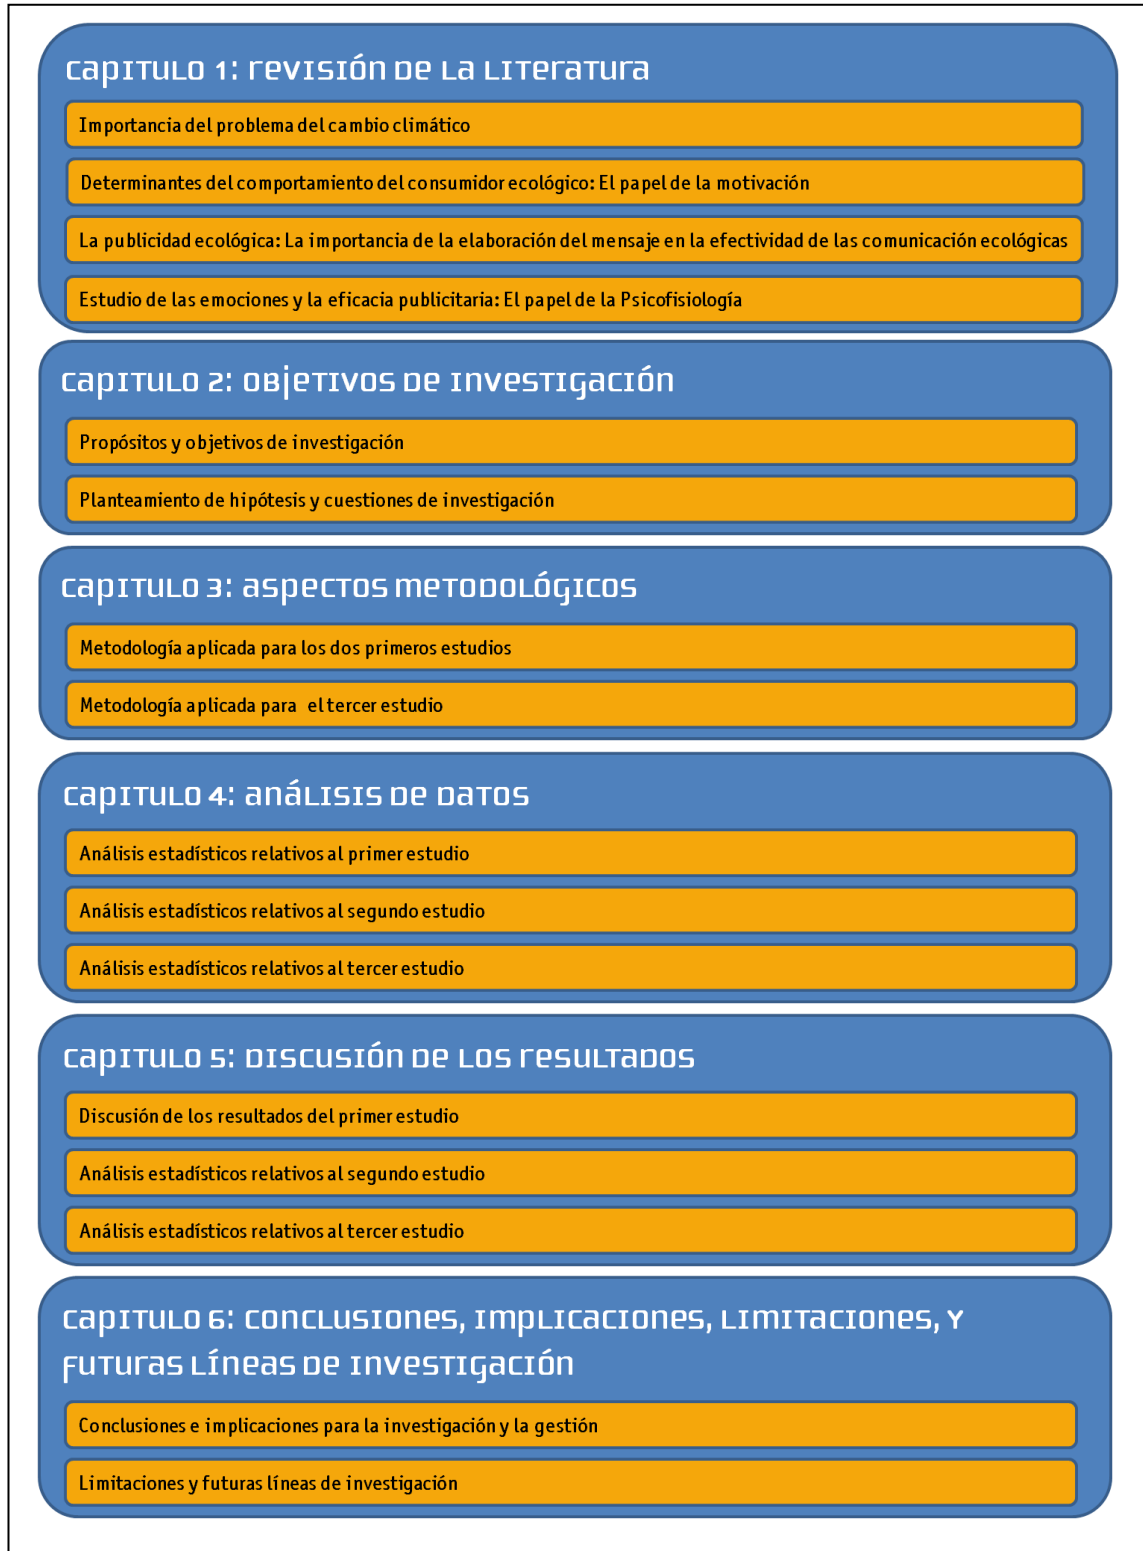 Capitulo 1: Revisión de la Literatura
Importancia del problema del cambio climático
Determinantes del comportamiento del consumidor ecológico: El papel de la motivación
La publicidad ecológica: La importancia de la elaboración del mensaje en la efectividad de las comunicación ecológicas
Estudio de las emociones y la eficacia publicitaria: El papel de la Psicofisiología
Capitulo 2: Objetivos de Investigación
Propósitos y objetivos de investigación
Planteamiento de hipótesis y cuestiones de investigación
Capitulo 3: Aspectos Metodológicos
Metodología aplicada para los dos primeros estudios
Metodología aplicada para el tercer estudio
Capitulo 4: Análisis de Datos
Análisis estadísticos relativos al primer estudio
Análisis estadísticos relativos al segundo estudio
Análisis estadísticos relativos al tercer estudio
Capitulo 5: Discusión de los Resultados
Discusión de los resultados del primer estudio
Análisis estadísticos relativos al segundo estudio
Análisis estadísticos relativos al tercer estudio
Capitulo 6: Conclusiones, Implicaciones, Limitaciones, y
Futuras Líneas de Investigación
Conclusiones e implicaciones para la investigación y la gestión
Limitaciones y futuras líneas de investigación